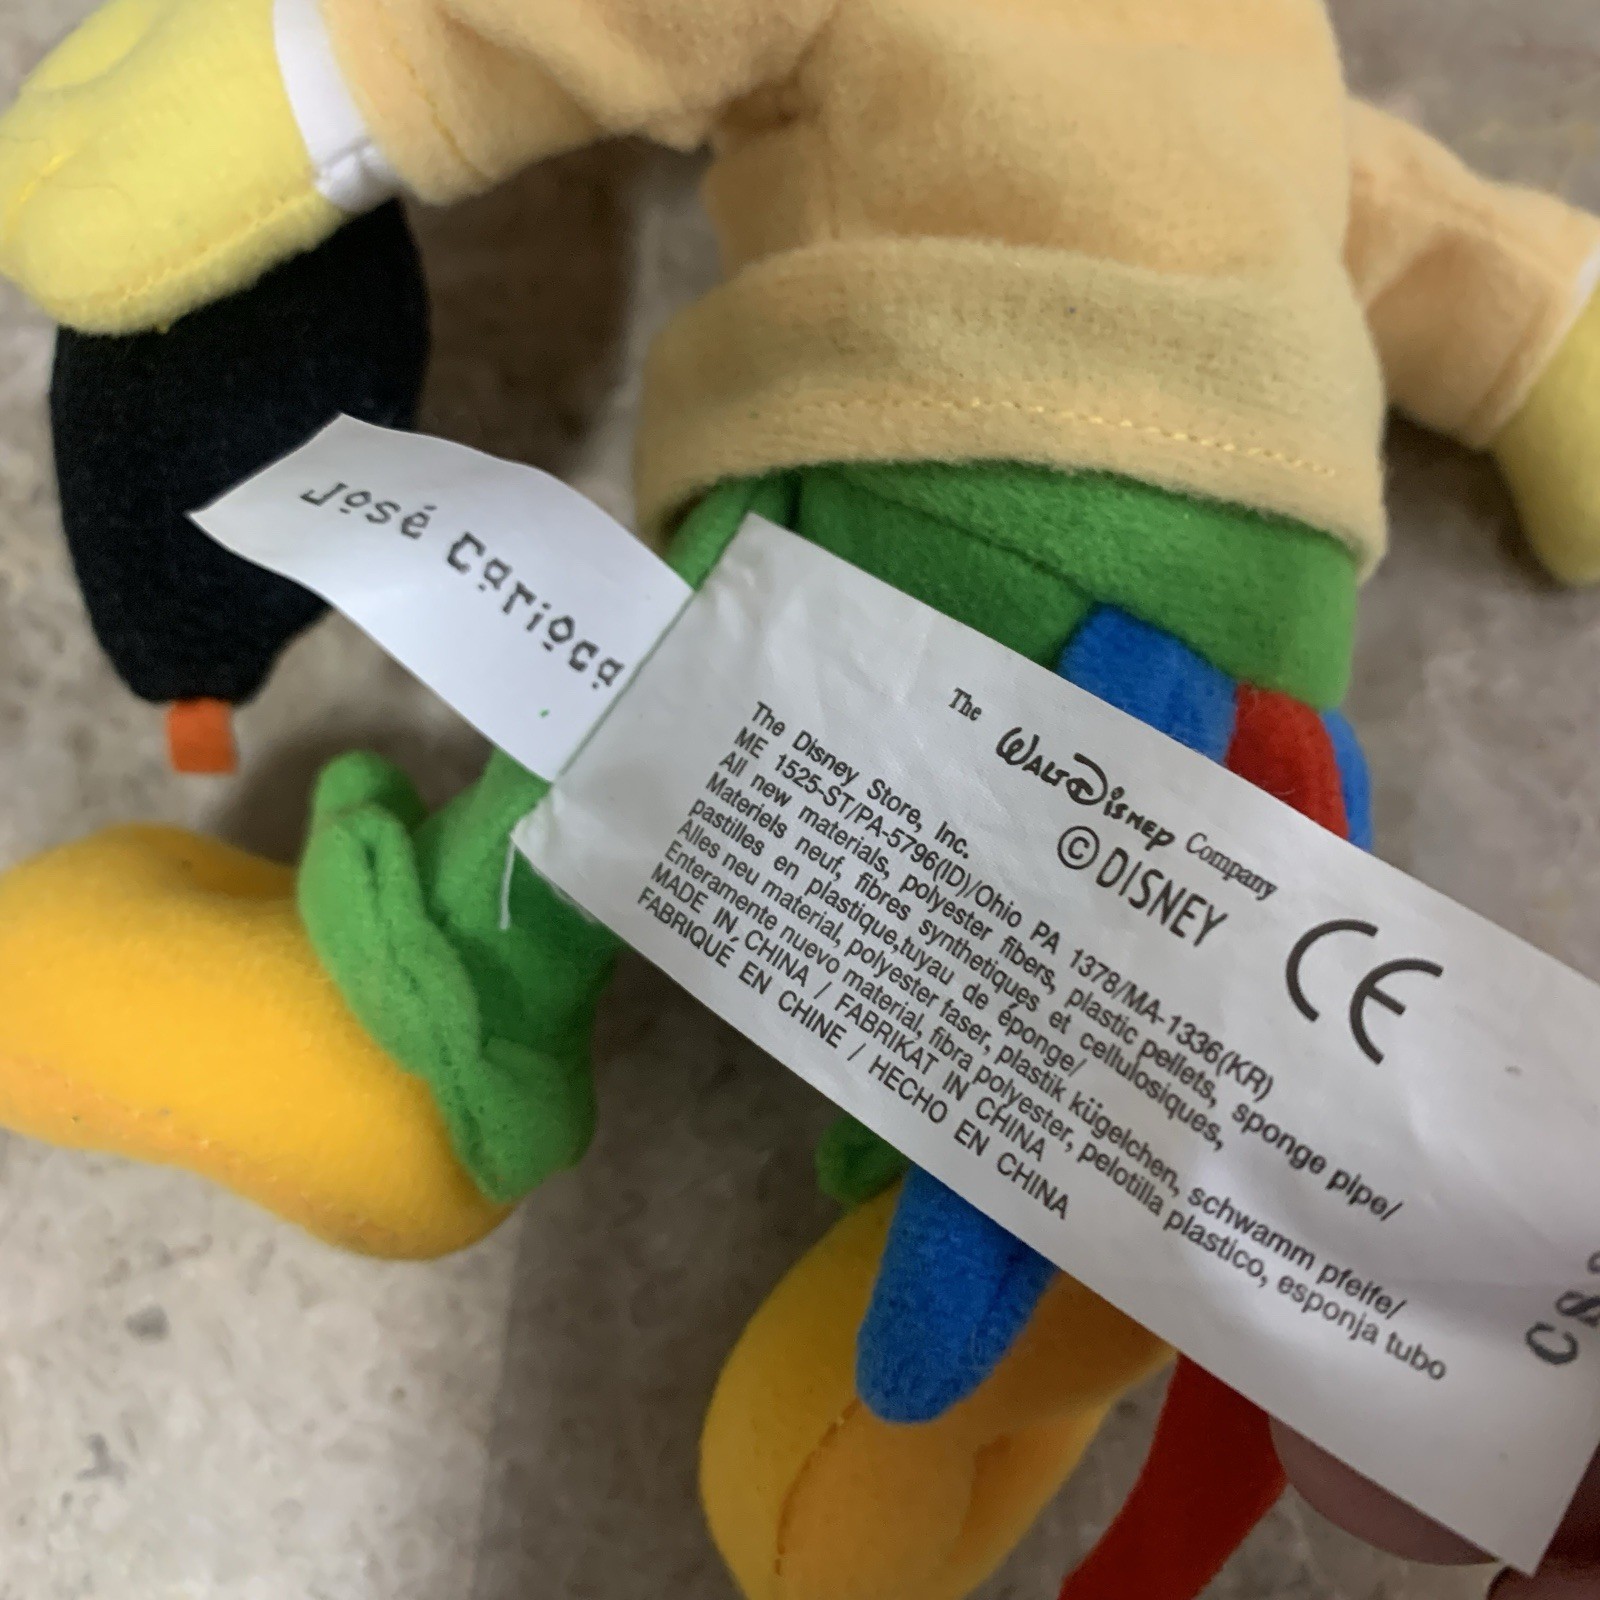 José Carioca
The WALT DISNEP Company
©DISNEY
CE
The Disney Store, Inc.
ME 1525-ST/PA-5796(ID)/Ohio PA 1378/MA-1336(KR)
All new materials, polyester fibers, plastic pellets, sponge pipe/
Materiels neuf, fibres synthetiques et cellulosiques,
pastilles en plastique,tuyau de éponge/
Alles neu material, polyester faser, plastik kügelchen, schwamm pfeife/
Enteramente nuevo material, fibra polyester, pelotilla plastico, esponja tubo
MADE IN CHINA / FABRIKAT IN CHINA
FABRIQUÉ EN CHINE / HECHO EN CHINA